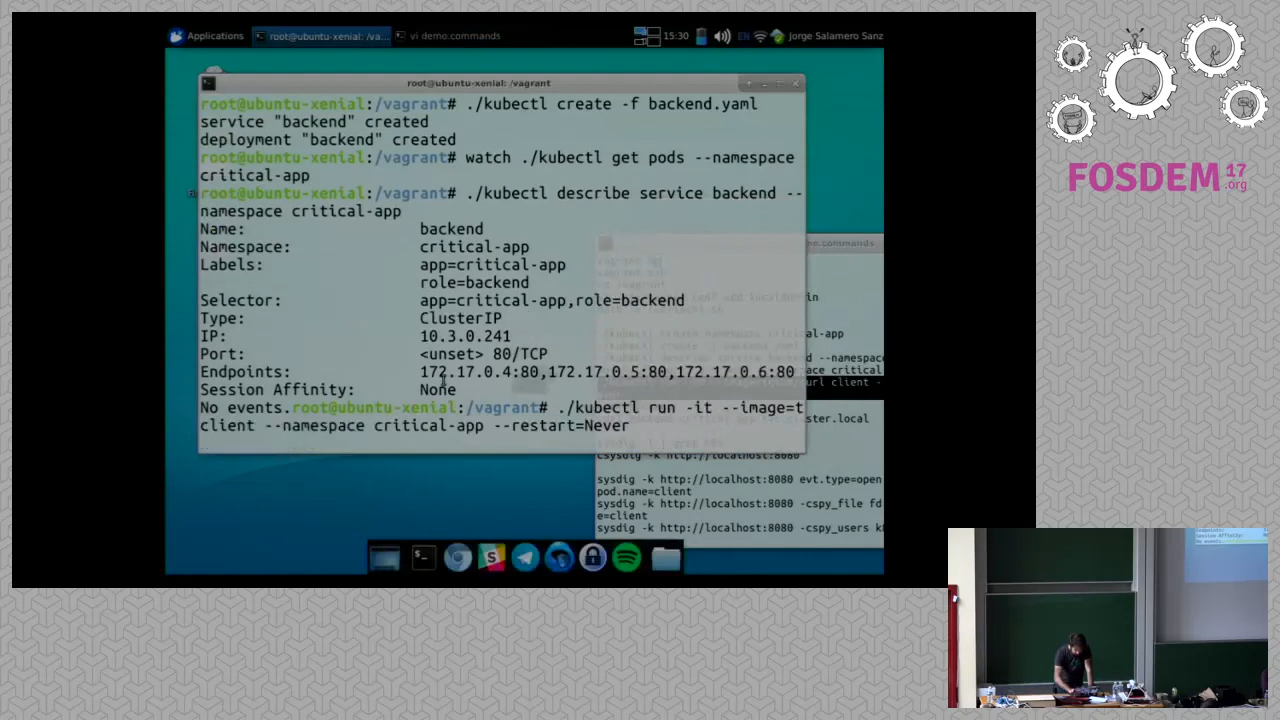 Applications
root@ubuntu-xenial: /va...
vi demo.commands
15:30
EN
Jorge Salamero Sanz
root@ubuntu-xenial: /vagrant
root@ubuntu-xenial:/vagrant# ./kubectl create -f backend.yaml
service "backend" created
deployment "backend" created
root@ubuntu-xenial:/vagrant# watch ./kubectl get pods --namespace
critical-app
root@ubuntu-xenial:/vagrant# ./kubectl describe service backend --
namespace critical-app
Name: backend
Namespace: critical-app
Labels: app=critical-app
role=backend
Selector: app=critical-app,role=backend
Type: ClusterIP
IP: 10.3.0.241
Port: <unset> 80/TCP
Endpoints: 172.17.0.4:80,172.17.0.5:80,172.17.0.6:80
Session Affinity: None
No events.root@ubuntu-xenial:/vagrant# ./kubectl run -it --image=t
client --namespace critical-app --restart=Never
csysdig -k http://localhost:8080
sysdig -k http://localhost:8080 evt.type=open
pod.name=client
sysdig -k http://localhost:8080 -cspy_file fd
e=client
sysdig -k http://localhost:8080 -cspy_users k
FOSDEM 17
.org